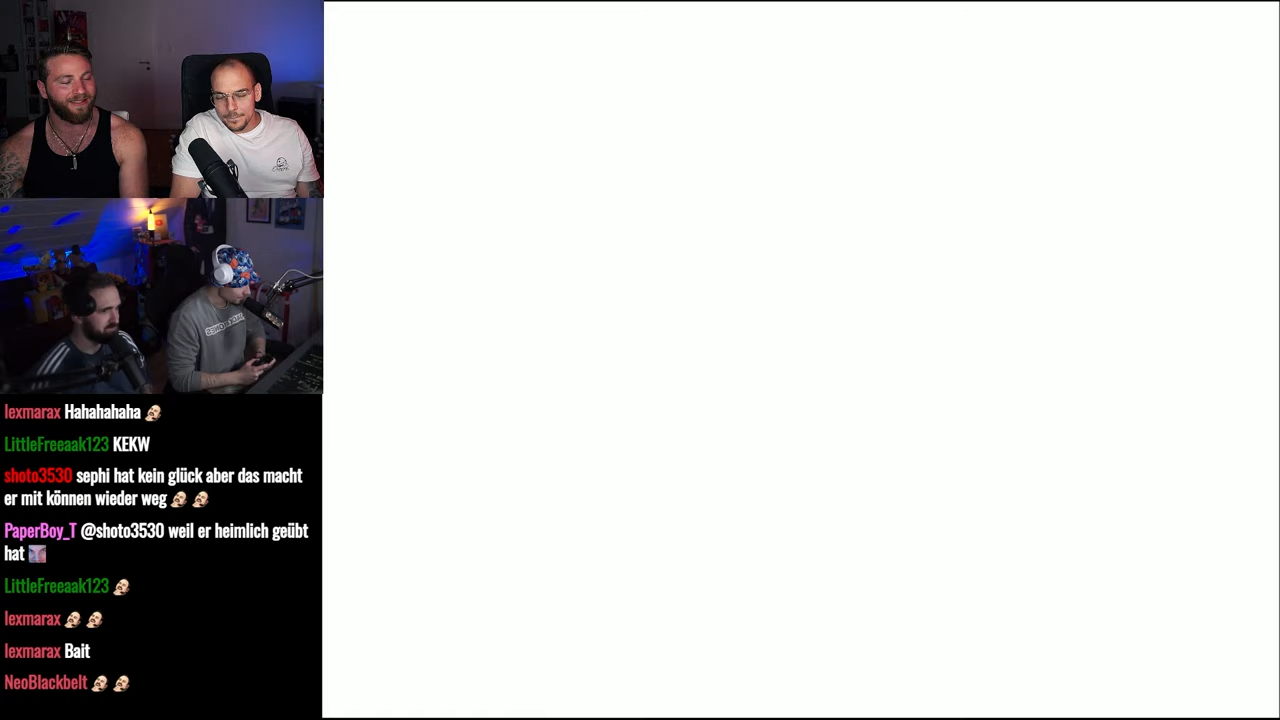 lexmarax Hahahahaha
LittleFreeaak123 KEKW
shoto3530 sephi hat kein glück aber das macht
er mit können wieder weg
PaperBoy_T @shoto3530 weil er heimlich geübt
hat
LittleFreeaak123
lexmarax
lexmarax Bait
NeoBlackbelt